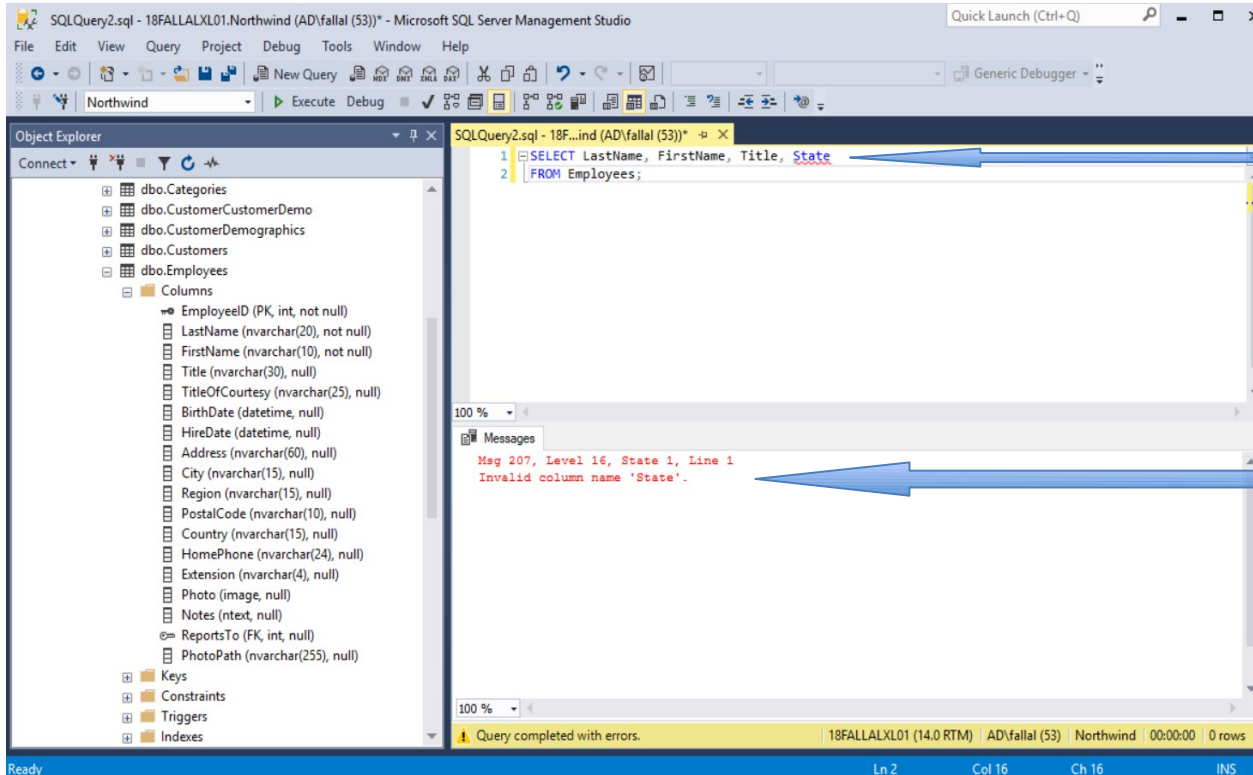 SQLQuery2.sql - 18FALLALXL01.Northwind (AD\fallal (53))* - Microsoft SQL Server Management Studio
Quick Launch (Ctrl+Q)
File Edit View Query Project Debug Tools Window Help
New Query MDX DMX XMLA DAX Generic Debugger
Northwind Execute Debug
Object Explorer
SQLQuery2.sql - 18F...ind (AD\fallal (53))*
Connect
dbo.Categories
dbo.CustomerCustomerDemo
dbo.CustomerDemographics
dbo.Customers
dbo.Employees
Columns
EmployeeID (PK, int, not null)
LastName (nvarchar(20), not null)
FirstName (nvarchar(10), not null)
Title (nvarchar(30), null)
TitleOfCourtesy (nvarchar(25), null)
BirthDate (datetime, null)
HireDate (datetime, null)
Address (nvarchar(60), null)
City (nvarchar(15), null)
Region (nvarchar(15), null)
PostalCode (nvarchar(10), null)
Country (nvarchar(15), null)
HomePhone (nvarchar(24), null)
Extension (nvarchar(4), null)
Photo (image, null)
Notes (ntext, null)
ReportsTo (FK, int, null)
PhotoPath (nvarchar(255), null)
Keys
Constraints
Triggers
Indexes
1 SELECT LastName, FirstName, Title, State
2 FROM Employees;
100 %
Messages
Msg 207, Level 16, State 1, Line 1
Invalid column name 'State'.
100 %
Query completed with errors. 18FALLALXL01 (14.0 RTM) AD\fallal (53) Northwind 00:00:00 0 rows
Ready Ln 2 Col 16 Ch 16 INS